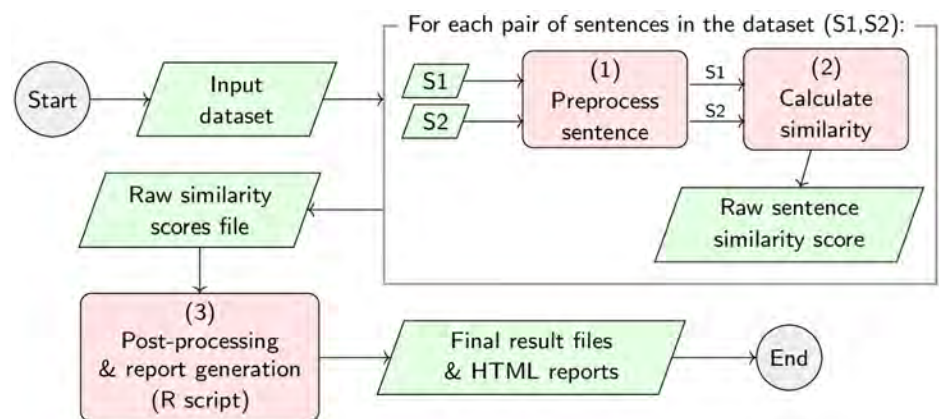 For each pair of sentences in the dataset (S1,S2):
Start
Input
dataset
S1
S2
(1)
Preprocess
sentence
S1
S2
(2)
Calculate
similarity
Raw sentence
similarity score
Raw similarity
scores file
(3)
Post-processing
& report generation
(R script)
Final result files
& HTML reports
End